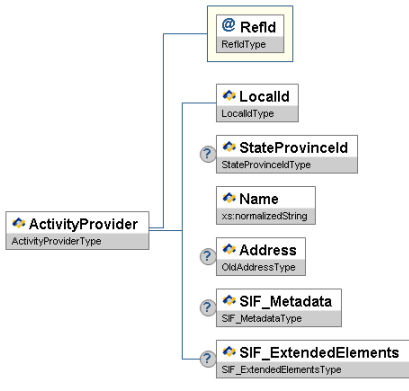 @ RefId
RefIdType
LocalId
LocalIdType
? StateProvinceId
StateProvinceIdType
Name
xs:normalizedString
ActivityProvider
ActivityProviderType
? Address
OldAddressType
? SIF_Metadata
SIF_MetadataType
? SIF_ExtendedElements
SIF_ExtendedElementsType